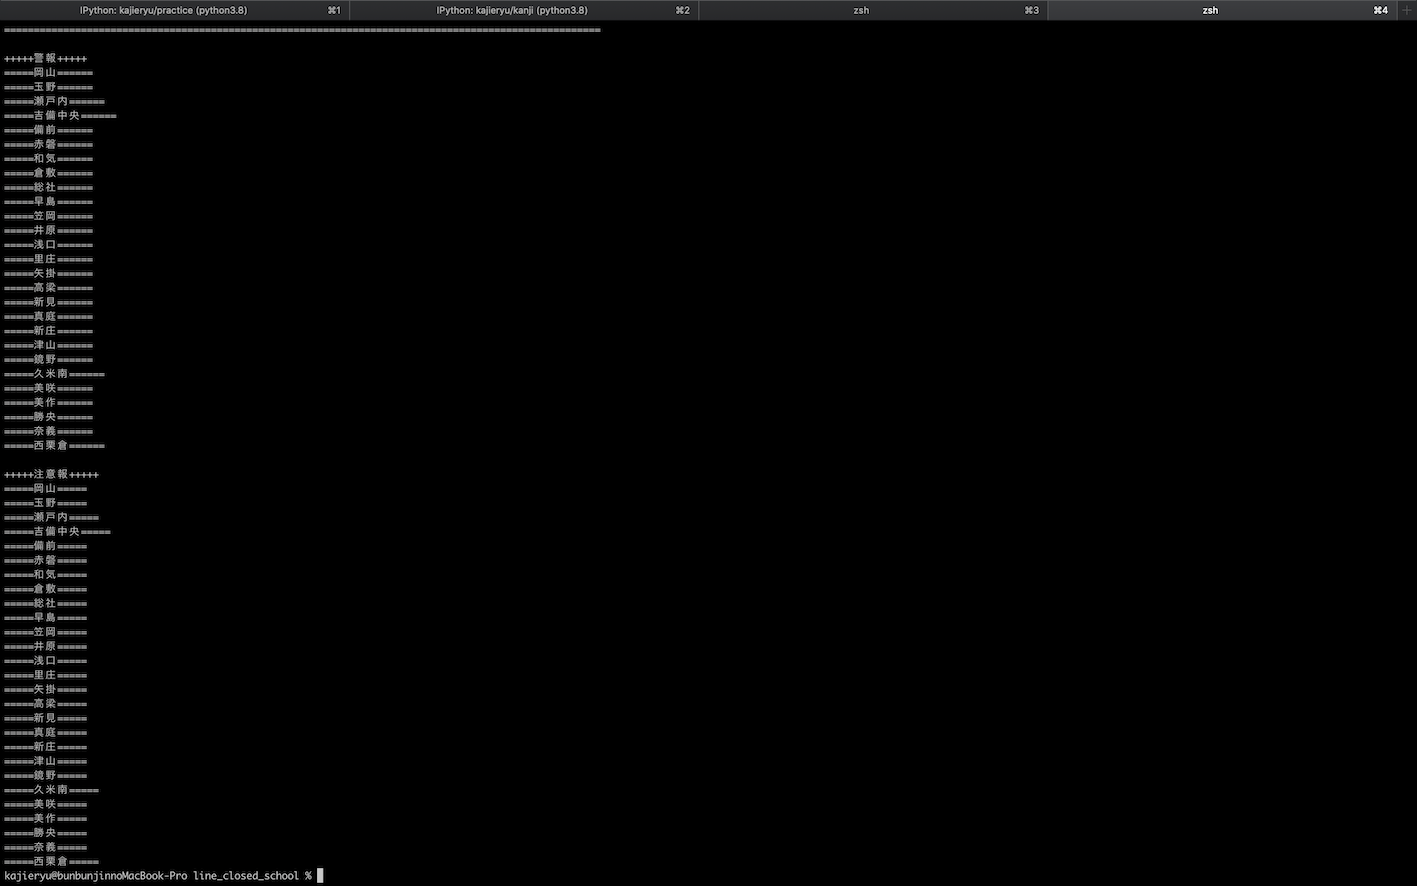 IPython: kajieryu/practice (python3.8) ⌘1 IPython: kajieryu/kanji (python3.8) ⌘2 zsh ⌘3 zsh ⌘4 +
=====================================================================================================
+++++警報+++++
=====岡山======
=====玉野======
=====瀬戸内======
=====吉備中央======
=====備前======
=====赤磐======
=====和気======
=====倉敷======
=====総社======
=====早島======
=====笠岡======
=====井原======
=====浅口======
=====里庄======
=====矢掛======
=====高梁======
=====新見======
=====真庭======
=====新庄======
=====津山======
=====鏡野======
=====久米南======
=====美咲======
=====美作======
=====勝央======
=====奈義======
=====西栗倉======
+++++注意報+++++
=====岡山=====
=====玉野=====
=====瀬戸内=====
=====吉備中央=====
=====備前=====
=====赤磐=====
=====和気=====
=====倉敷=====
=====総社=====
=====早島=====
=====笠岡=====
=====井原=====
=====浅口=====
=====里庄=====
=====矢掛=====
=====高梁=====
=====新見=====
=====真庭=====
=====新庄=====
=====津山=====
=====鏡野=====
=====久米南=====
=====美咲=====
=====美作=====
=====勝央=====
=====奈義=====
=====西栗倉=====
kajieryu@bunbunjinnoMacBook-Pro line_closed_school %